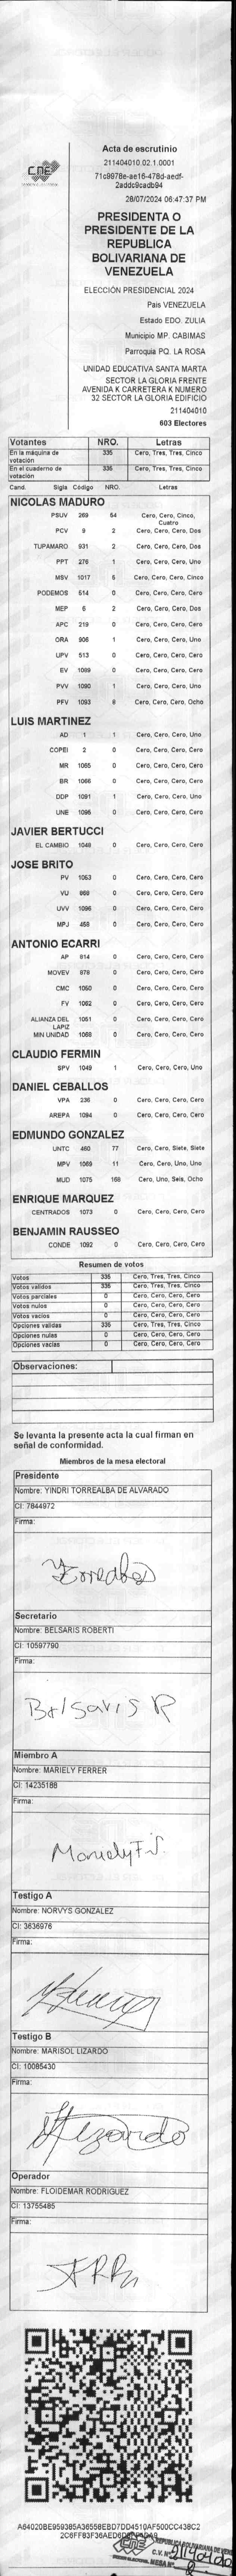 CNE
Acta de escrutinio
211404010.02.1.0001
71c8978e-ae16-478d-aedf-
2addc9cadb94
28/07/2024 06:47:37 PM
PRESIDENTA O
PRESIDENTE DE LA
REPUBLICA
BOLIVARIANA DE
VENEZUELA
ELECCIÓN PRESIDENCIAL 2024
País VENEZUELA
Estado EDO. ZULIA
Municipio MP. CABIMAS
Parroquia PQ. LA ROSA
UNIDAD EDUCATIVA SANTA MARTA
SECTOR LA GLORIA FRENTE
AVENIDA K CARRETERA K NUMERO
32 SECTOR LA GLORIA EDIFICIO
211404010
603 Electores
Votantes NRO. Letras
En la máquina de votación 335 Cero, Tres, Tres, Cinco
En el cuaderno de votación 335 Cero, Tres, Tres, Cinco
Cand. Sigla Código NRO. Letras
NICOLAS MADURO
PSUV 269 54 Cero, Cero, Cinco, Cuatro
PCV 9 2 Cero, Cero, Cero, Dos
TUPAMARO 931 2 Cero, Cero, Cero, Dos
PPT 276 1 Cero, Cero, Cero, Uno
MSV 1017 5 Cero, Cero, Cero, Cinco
PODEMOS 514 0 Cero, Cero, Cero, Cero
MEP 6 2 Cero, Cero, Cero, Dos
APC 219 0 Cero, Cero, Cero, Cero
ORA 906 1 Cero, Cero, Cero, Uno
UPV 513 0 Cero, Cero, Cero, Cero
EV 1089 0 Cero, Cero, Cero, Cero
PVV 1090 1 Cero, Cero, Cero, Uno
PFV 1093 8 Cero, Cero, Cero, Ocho
LUIS MARTINEZ
AD 1 1 Cero, Cero, Cero, Uno
COPEI 2 0 Cero, Cero, Cero, Cero
MR 1065 0 Cero, Cero, Cero, Cero
BR 1066 0 Cero, Cero, Cero, Cero
DDP 1091 1 Cero, Cero, Cero, Uno
UNE 1095 0 Cero, Cero, Cero, Cero
JAVIER BERTUCCI
EL CAMBIO 1048 0 Cero, Cero, Cero, Cero
JOSE BRITO
PV 1053 0 Cero, Cero, Cero, Cero
VU 969 0 Cero, Cero, Cero, Cero
UVV 1096 0 Cero, Cero, Cero, Cero
MPJ 459 0 Cero, Cero, Cero, Cero
ANTONIO ECARRI
AP 914 0 Cero, Cero, Cero, Cero
MOVEV 978 0 Cero, Cero, Cero, Cero
CMC 1050 0 Cero, Cero, Cero, Cero
FV 1062 0 Cero, Cero, Cero, Cero
ALIANZA DEL LAPIZ 1051 0 Cero, Cero, Cero, Cero
MIN UNIDAD 1068 0 Cero, Cero, Cero, Cero
CLAUDIO FERMIN
SPV 1049 1 Cero, Cero, Cero, Uno
DANIEL CEBALLOS
VPA 236 0 Cero, Cero, Cero, Cero
AREPA 1094 0 Cero, Cero, Cero, Cero
EDMUNDO GONZALEZ
UNTC 460 77 Cero, Cero, Siete, Siete
MPV 1069 11 Cero, Cero, Uno, Uno
MUD 1075 168 Cero, Uno, Seis, Ocho
ENRIQUE MARQUEZ
CENTRADOS 1073 0 Cero, Cero, Cero, Cero
BENJAMIN RAUSSEO
CONDE 1092 0 Cero, Cero, Cero, Cero
Resumen de votos
Votos 335 Cero, Tres, Tres, Cinco
Votos validos 335 Cero, Tres, Tres, Cinco
Votos parciales 0 Cero, Cero, Cero, Cero
Votos nulos 0 Cero, Cero, Cero, Cero
Votos vacios 0 Cero, Cero, Cero, Cero
Opciones validas 335 Cero, Tres, Tres, Cinco
Opciones nulas 0 Cero, Cero, Cero, Cero
Opciones vacias 0 Cero, Cero, Cero, Cero
Observaciones:
Se levanta la presente acta la cual firman en
señal de conformidad.
Miembros de la mesa electoral
Presidente
Nombre: YINDRI TORREALBA DE ALVARADO
CI: 7844972
Firma:
Secretario
Nombre: BELSARIS ROBERTI
CI: 10597790
Firma:
Belsaris R
Miembro A
Nombre: MARIELY FERRER
CI: 14235188
Firma:
Testigo A
Nombre: NORVYS GONZALEZ
CI: 3636976
Firma:
Testigo B
Nombre: MARISOL LIZARDO
CI: 10085430
Firma:
Lizardo
Operador
Nombre: FLOIDEMAR RODRIGUEZ
CI: 13755485
Firma:
CNE
C.V. Nº
MESA Nº 2